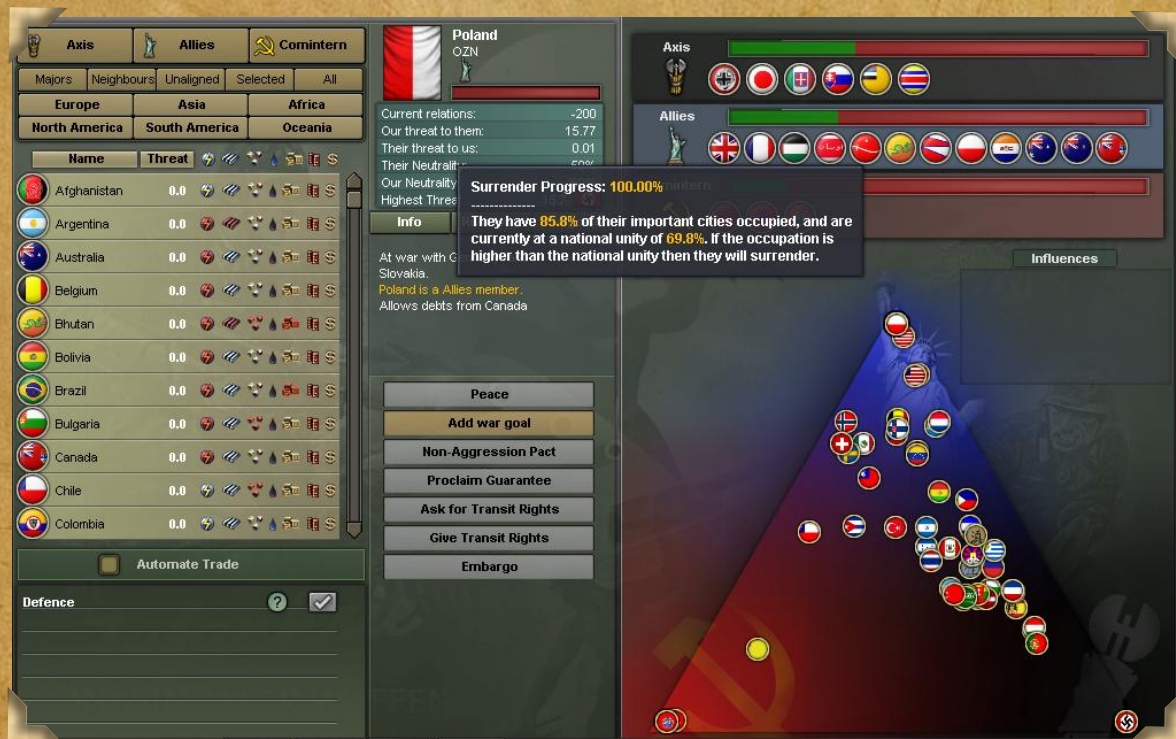 Axis
Allies
Comintern
Majors
Neighbours
Unaligned
Selected
All
Europe
Asia
Africa
North America
South America
Oceania
Name
Threat
Afghanistan 0.0
Argentina 0.0
Australia 0.0
Belgium 0.0
Bhutan 0.0
Bolivia 0.0
Brazil 0.0
Bulgaria 0.0
Canada 0.0
Chile 0.0
Colombia 0.0
Automate Trade
Defence
Poland
OZN
Current relations: -200
Our threat to them: 15.77
Their threat to us: 0.01
Their Neutrality
Our Neutrality
Highest Threa
Info
At war with G
Slovakia.
Poland is a Allies member.
Allows debts from Canada
Surrender Progress: 100.00%
--------------
They have 85.8% of their important cities occupied, and are
currently at a national unity of 69.8%. If the occupation is
higher than the national unity then they will surrender.
Peace
Add war goal
Non-Aggression Pact
Proclaim Guarantee
Ask for Transit Rights
Give Transit Rights
Embargo
Axis
Allies
Influences